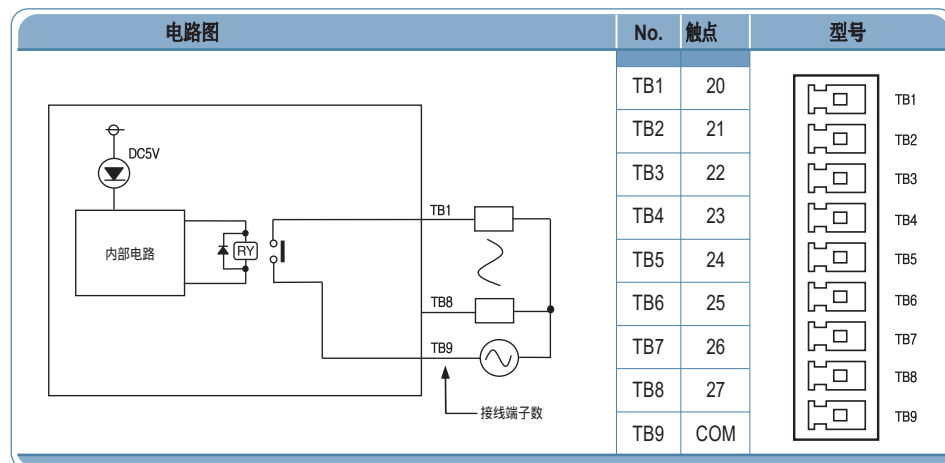 电路图 No. 触点 型号
TB1 20
TB2 21
TB3 22
TB4 23
TB5 24
TB6 25
TB7 26
TB8 27
TB9 COM
DC5V
内部电路
RY
TB1
TB8
TB9
接线端子数
TB1
TB2
TB3
TB4
TB5
TB6
TB7
TB8
TB9